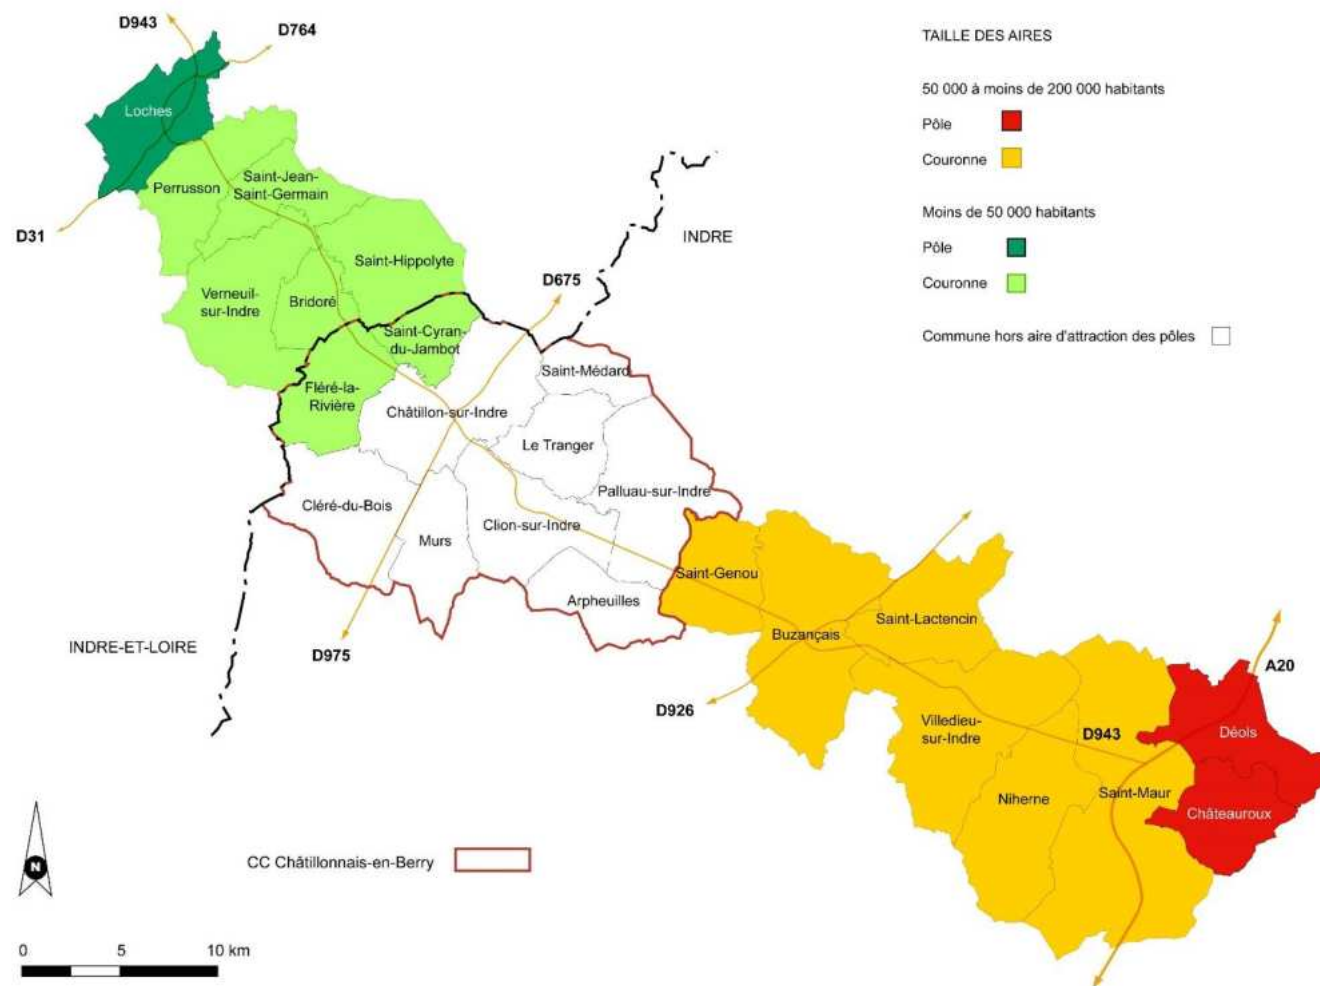 D943
D764
Loches
Perrusson
Saint-Jean-
Saint-Germain
D31
Saint-Hippolyte
Verneuil-
sur-Indre
Bridoré
INDRE
D675
Saint-Cyran-
du-Jambot
Fléré-la-
Rivière
Saint-Médard
Châtillon-sur-Indre
Le Tranger
Palluau-sur-Indre
Cléré-du-Bois
Clion-sur-Indre
Murs
Saint-Genou
Arpheuilles
INDRE-ET-LOIRE
D975
Buzançais
Saint-Lactencin
D926
Villedieu-
sur-Indre
D943
A20
Déols
Niherne
Saint-Maur
Châteauroux
TAILLE DES AIRES
50 000 à moins de 200 000 habitants
Pôle
Couronne
Moins de 50 000 habitants
Pôle
Couronne
Commune hors aire d'attraction des pôles
N
CC Châtillonnais-en-Berry
0 5 10 km